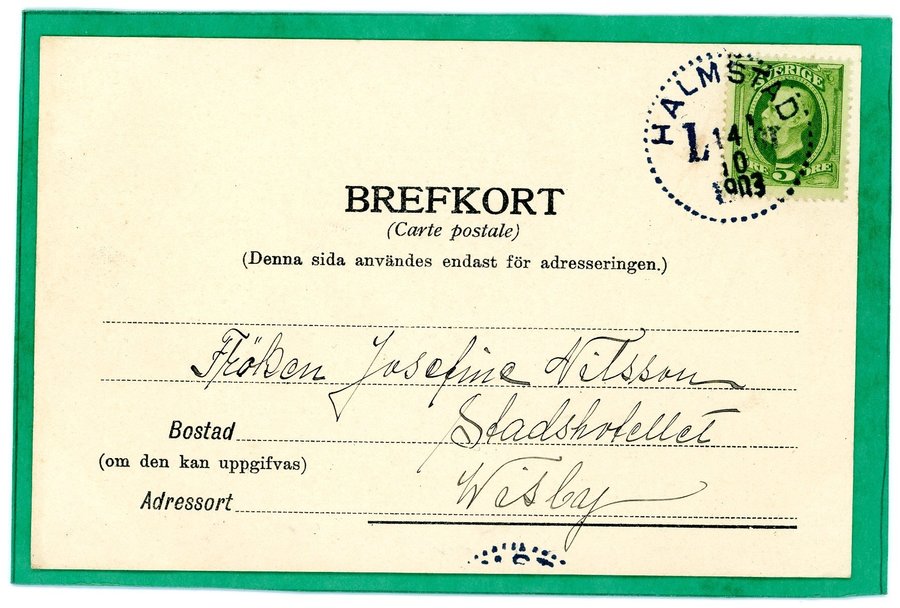 HALMSTAD
L
14
10
1903
SVERIGE
5 ÖRE
BREFKORT
(Carte postale)
(Denna sida användes endast för adresseringen.)
Fröken Josefine Nilsson
Bostad Stadshotellet
(om den kan uppgifvas)
Adressort Wisby